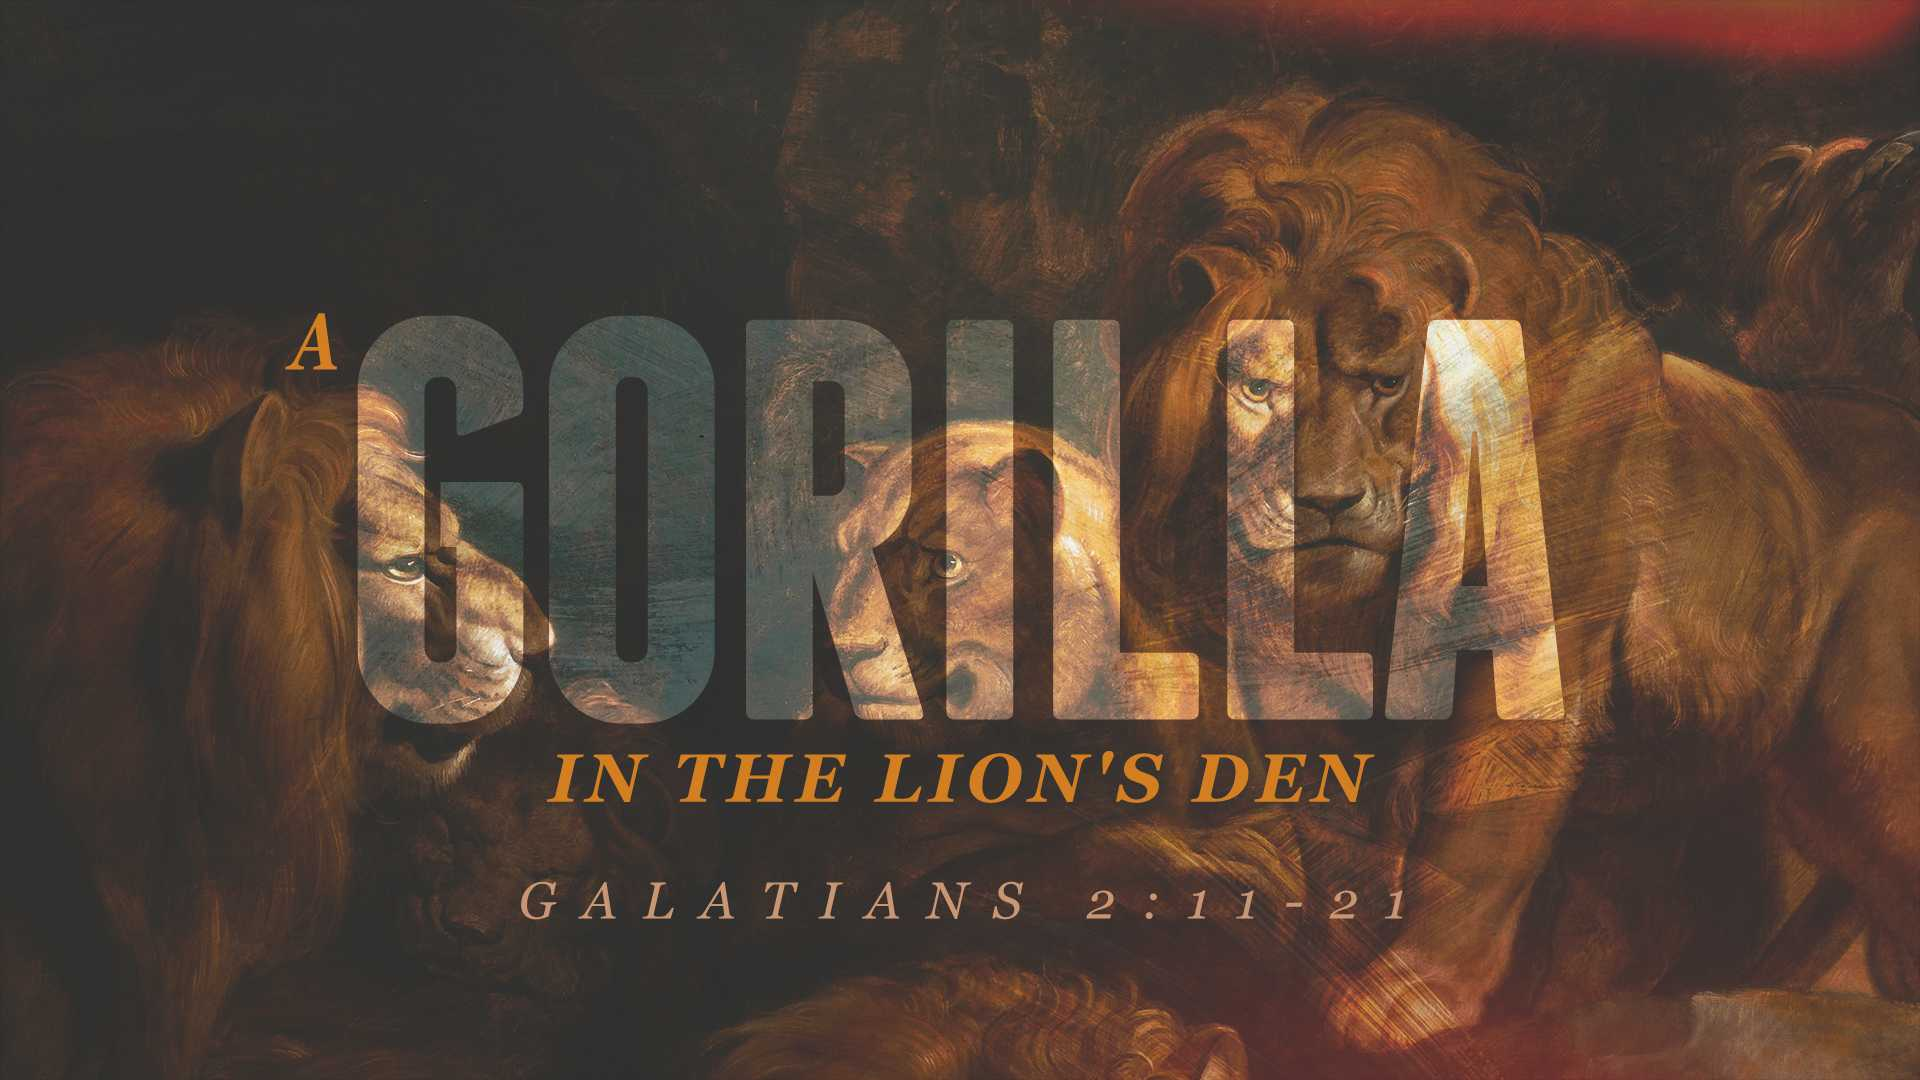 A GORILLA
IN THE LION'S DEN
GALATIANS 2:11-21